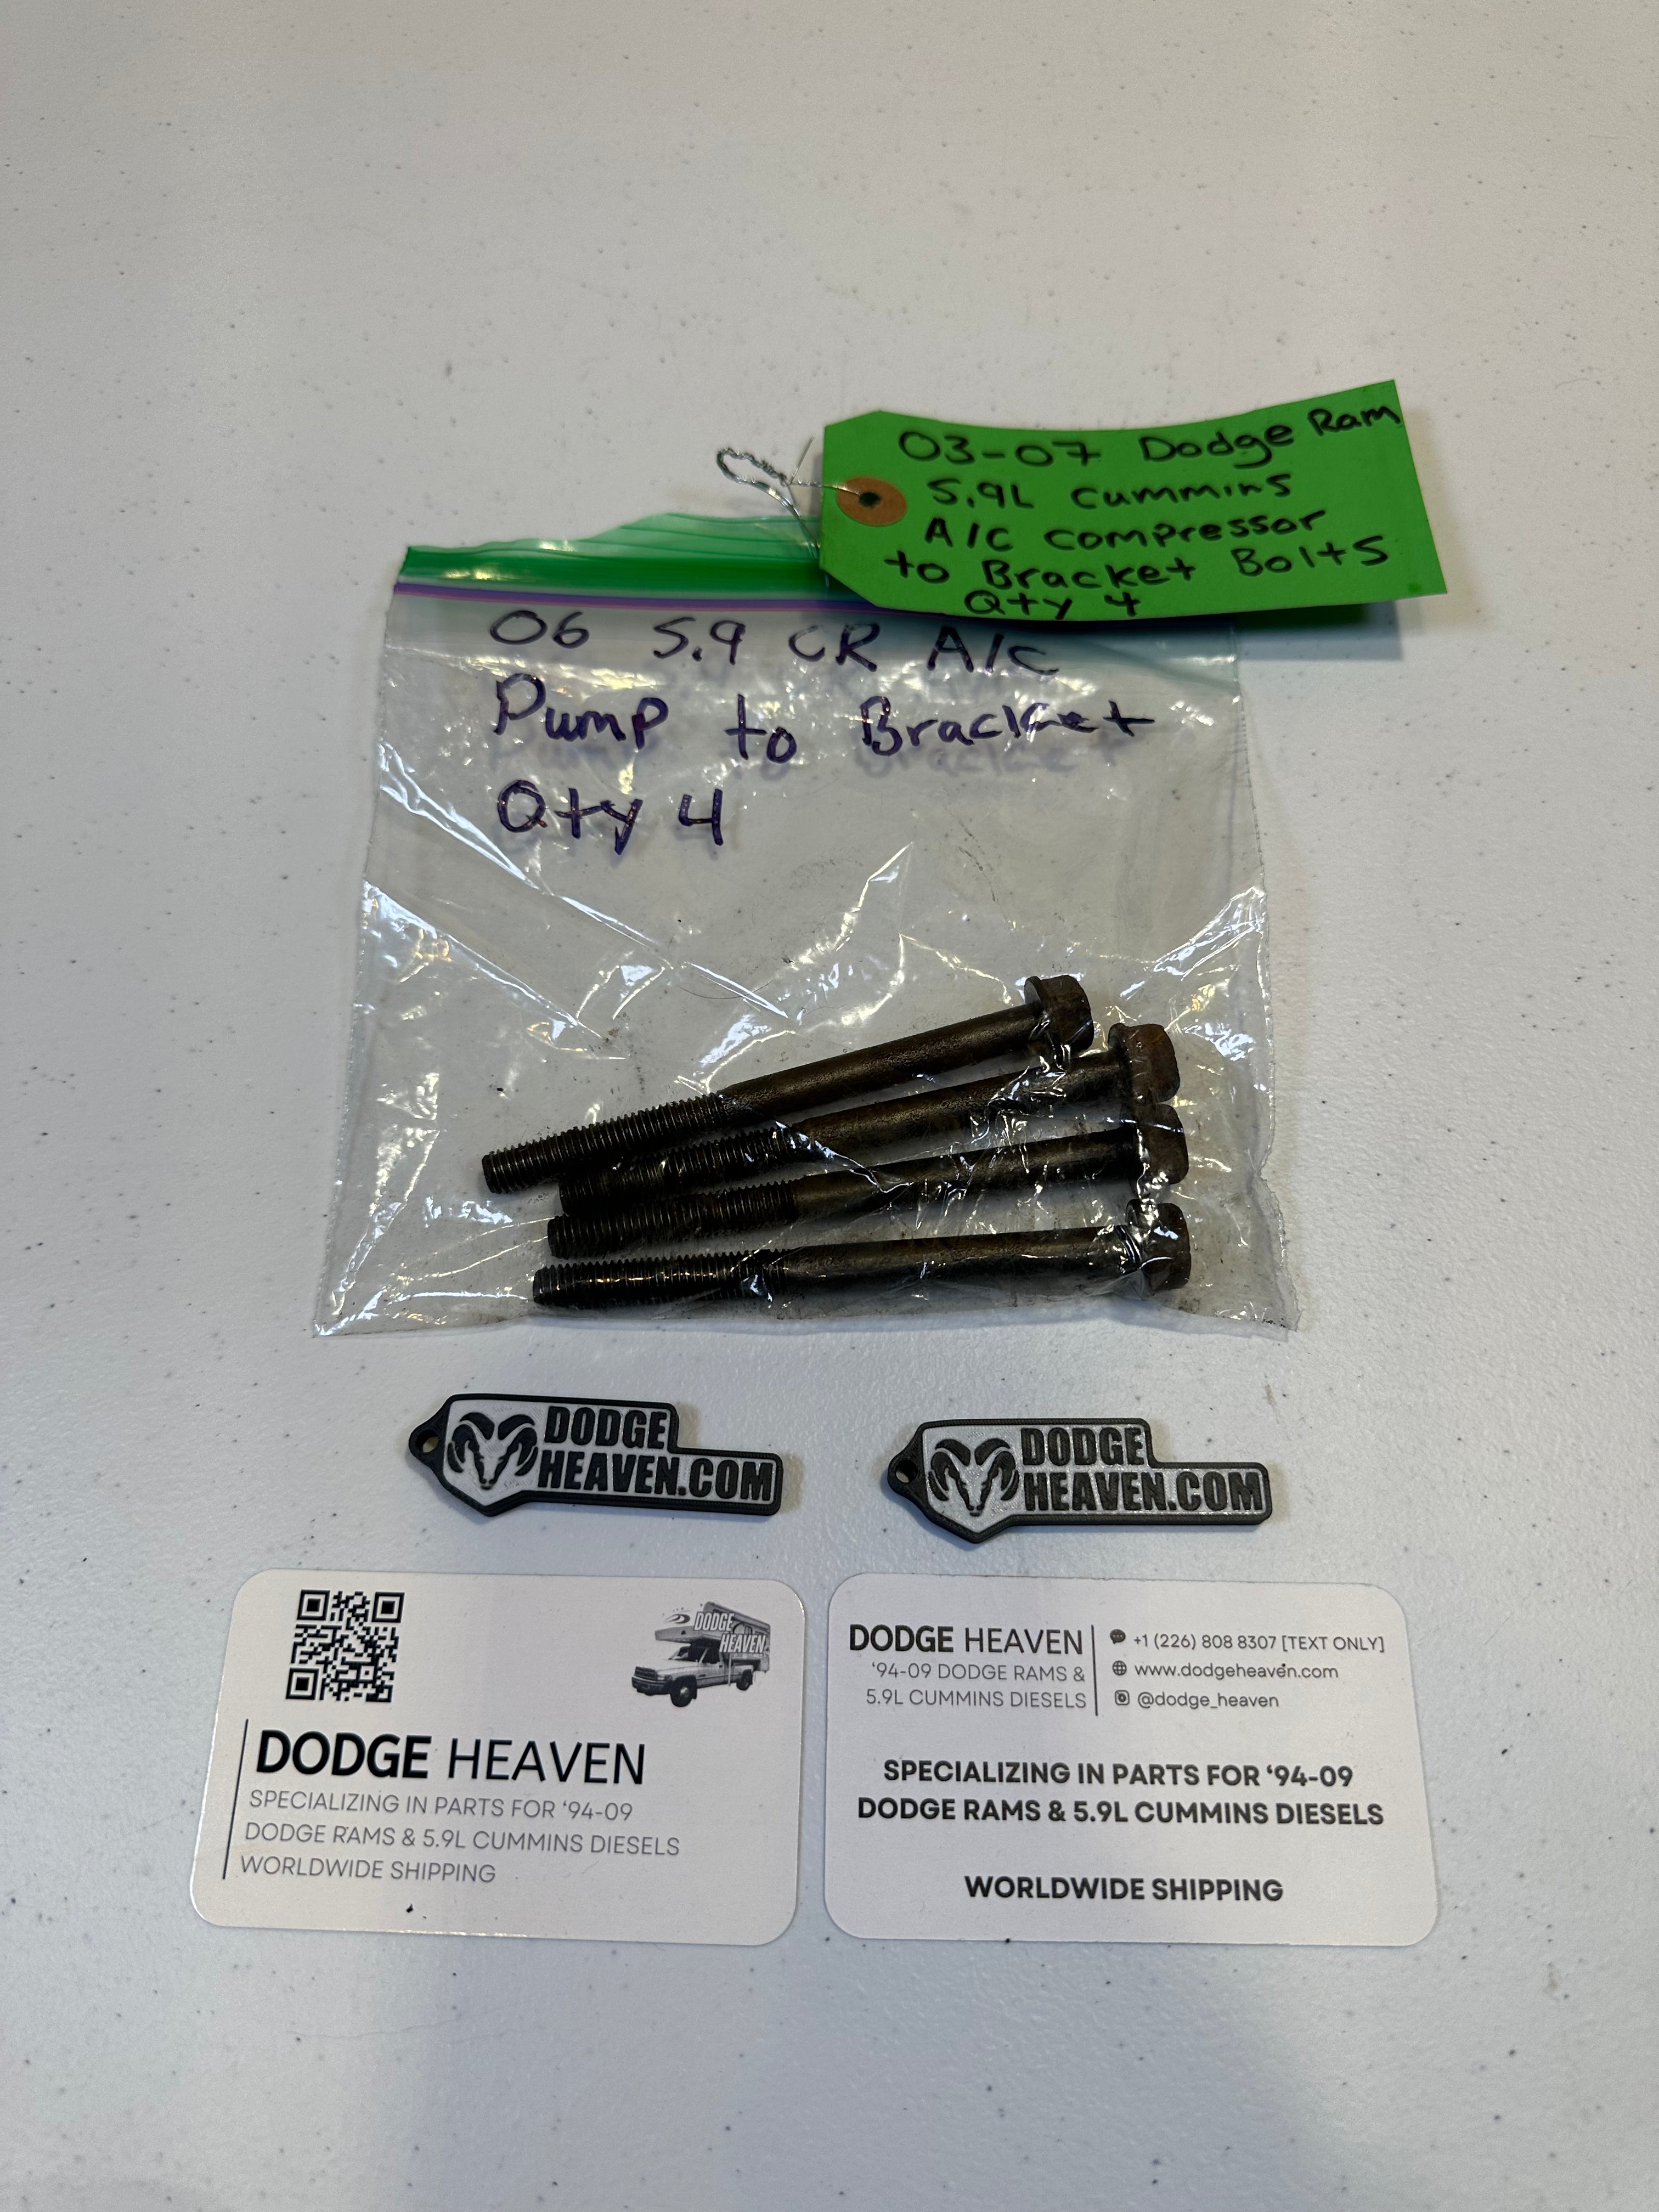 03-07 Dodge Ram
5.9L Cummins
A/C Compressor
to Bracket Bolts
Qty 4
06 5.9 CR A/C
Pump to Bracket
Qty 4
DODGE
HEAVEN.COM
DODGE
HEAVEN.COM
DODGE
HEAVEN
DODGE HEAVEN
SPECIALIZING IN PARTS FOR ‘94-09
DODGE RAMS & 5.9L CUMMINS DIESELS
WORLDWIDE SHIPPING
DODGE HEAVEN
‘94-09 DODGE RAMS &
5.9L CUMMINS DIESELS
+1 (226) 808 8307 [TEXT ONLY]
www.dodgeheaven.com
@dodge_heaven
SPECIALIZING IN PARTS FOR ‘94-09
DODGE RAMS & 5.9L CUMMINS DIESELS
WORLDWIDE SHIPPING